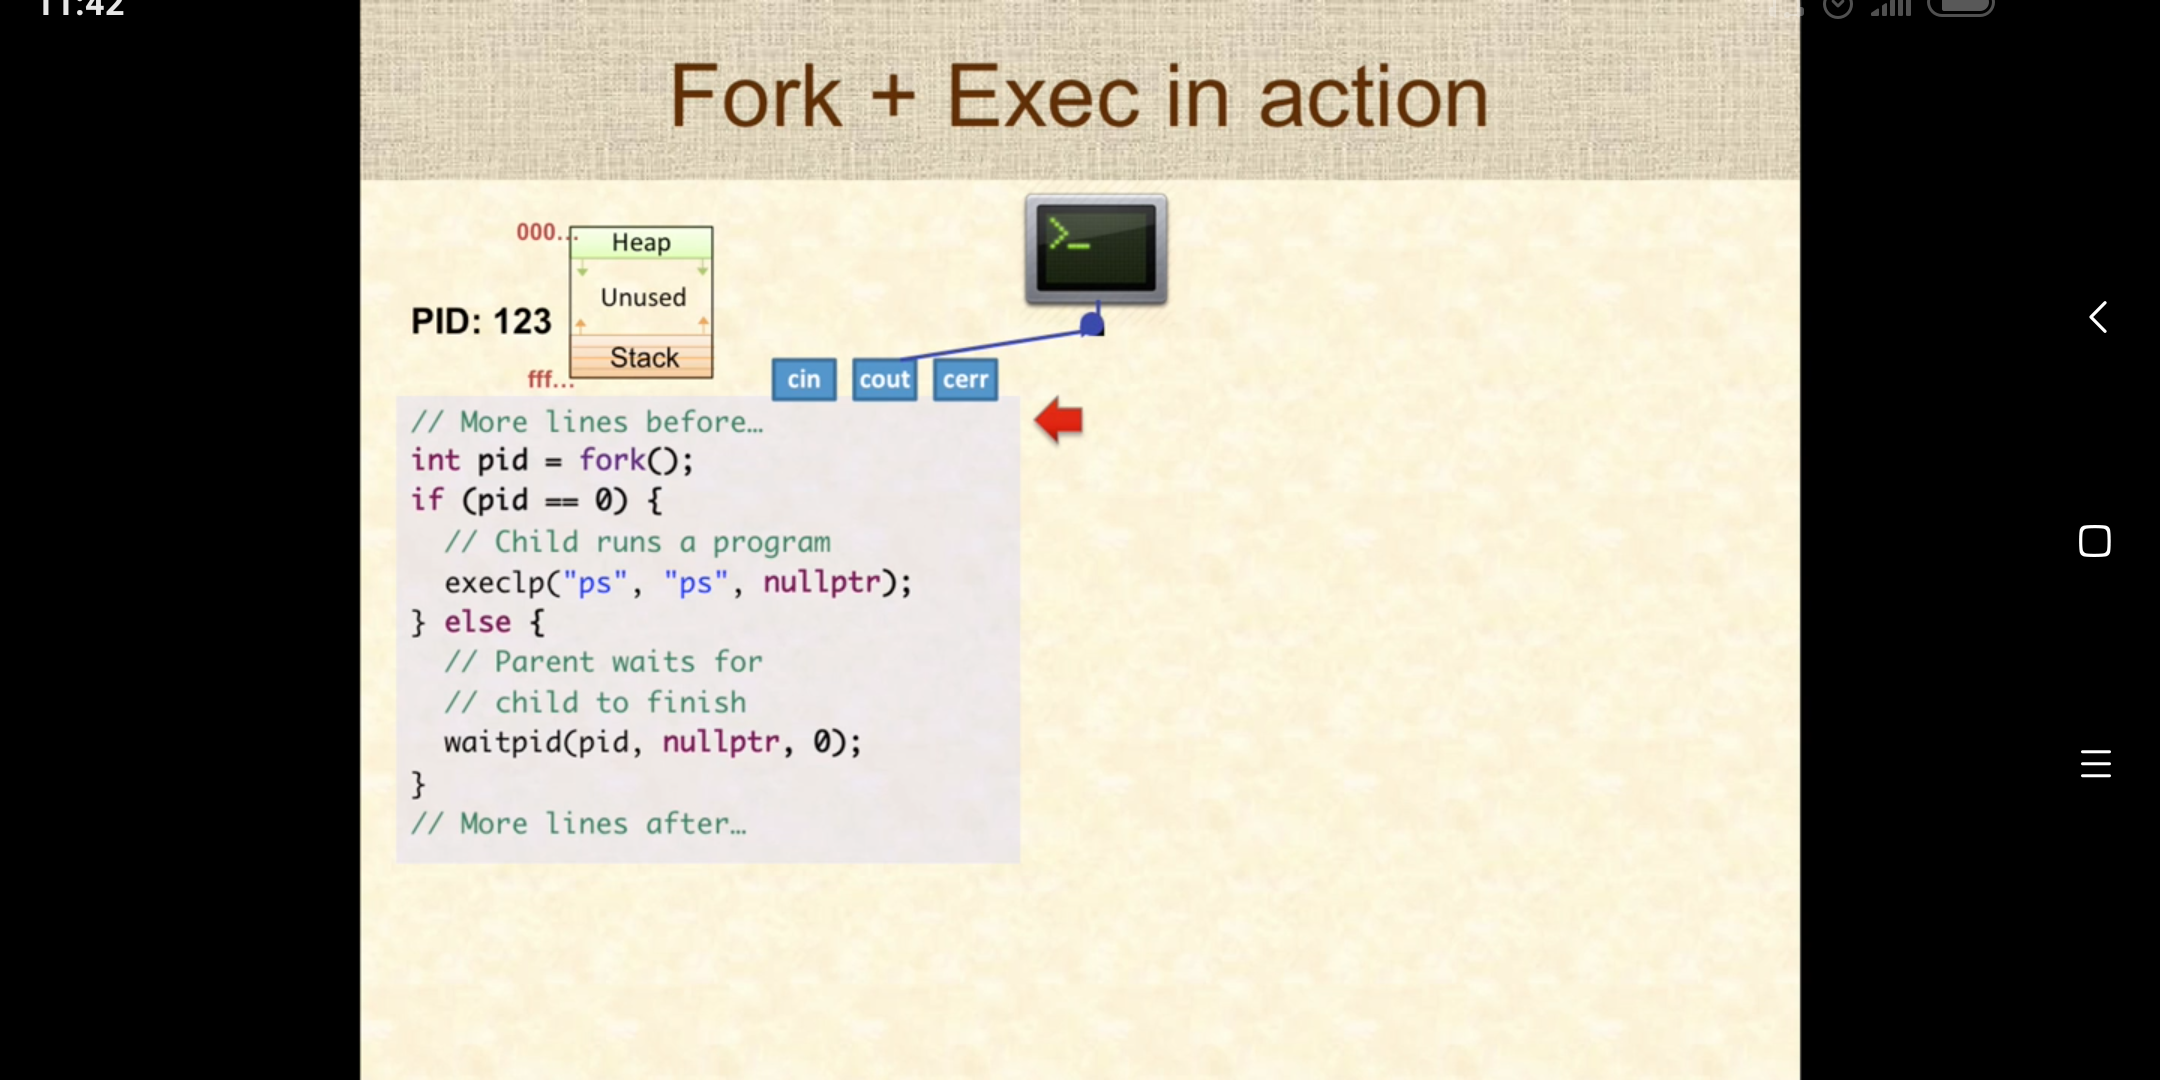 11:42
Fork + Exec in action
000...
Heap
Unused
PID: 123
Stack
fff...
cin
cout
cerr
>_
// More lines before…
int pid = fork();
if (pid == 0) {
  // Child runs a program
  execlp("ps", "ps", nullptr);
} else {
  // Parent waits for
  // child to finish
  waitpid(pid, nullptr, 0);
}
// More lines after…